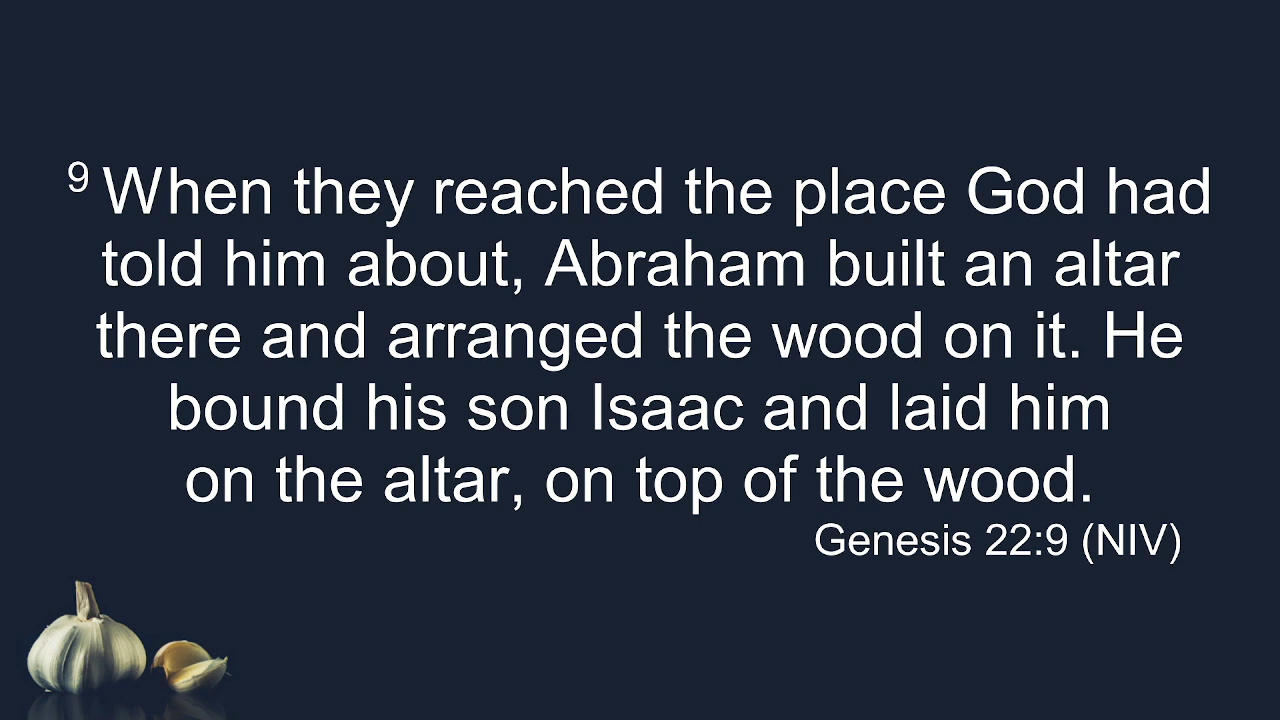 9 When they reached the place God had
told him about, Abraham built an altar
there and arranged the wood on it. He
bound his son Isaac and laid him
on the altar, on top of the wood.
Genesis 22:9 (NIV)